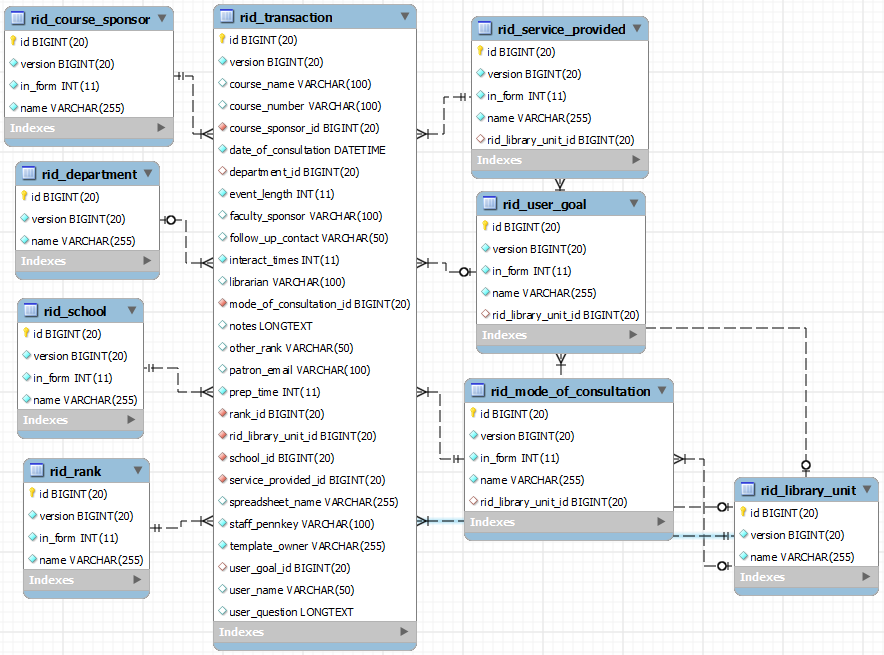 rid_course_sponsor
id BIGINT(20)
version BIGINT(20)
in_form INT(11)
name VARCHAR(255)
Indexes
rid_department
id BIGINT(20)
version BIGINT(20)
name VARCHAR(255)
Indexes
rid_school
id BIGINT(20)
version BIGINT(20)
in_form INT(11)
name VARCHAR(255)
Indexes
rid_rank
id BIGINT(20)
version BIGINT(20)
in_form INT(11)
name VARCHAR(255)
Indexes
rid_transaction
id BIGINT(20)
version BIGINT(20)
course_name VARCHAR(100)
course_number VARCHAR(100)
course_sponsor_id BIGINT(20)
date_of_consultation DATETIME
department_id BIGINT(20)
event_length INT(11)
faculty_sponsor VARCHAR(100)
follow_up_contact VARCHAR(50)
interact_times INT(11)
librarian VARCHAR(100)
mode_of_consultation_id BIGINT(20)
notes LONGTEXT
other_rank VARCHAR(50)
patron_email VARCHAR(100)
prep_time INT(11)
rank_id BIGINT(20)
rid_library_unit_id BIGINT(20)
school_id BIGINT(20)
service_provided_id BIGINT(20)
spreadsheet_name VARCHAR(255)
staff_pennkey VARCHAR(100)
template_owner VARCHAR(255)
user_goal_id BIGINT(20)
user_name VARCHAR(50)
user_question LONGTEXT
Indexes
rid_service_provided
id BIGINT(20)
version BIGINT(20)
in_form INT(11)
name VARCHAR(255)
rid_library_unit_id BIGINT(20)
Indexes
rid_user_goal
id BIGINT(20)
version BIGINT(20)
in_form INT(11)
name VARCHAR(255)
rid_library_unit_id BIGINT(20)
Indexes
rid_mode_of_consultation
id BIGINT(20)
version BIGINT(20)
in_form INT(11)
name VARCHAR(255)
rid_library_unit_id BIGINT(20)
Indexes
rid_library_unit
id BIGINT(20)
version BIGINT(20)
name VARCHAR(255)
Indexes